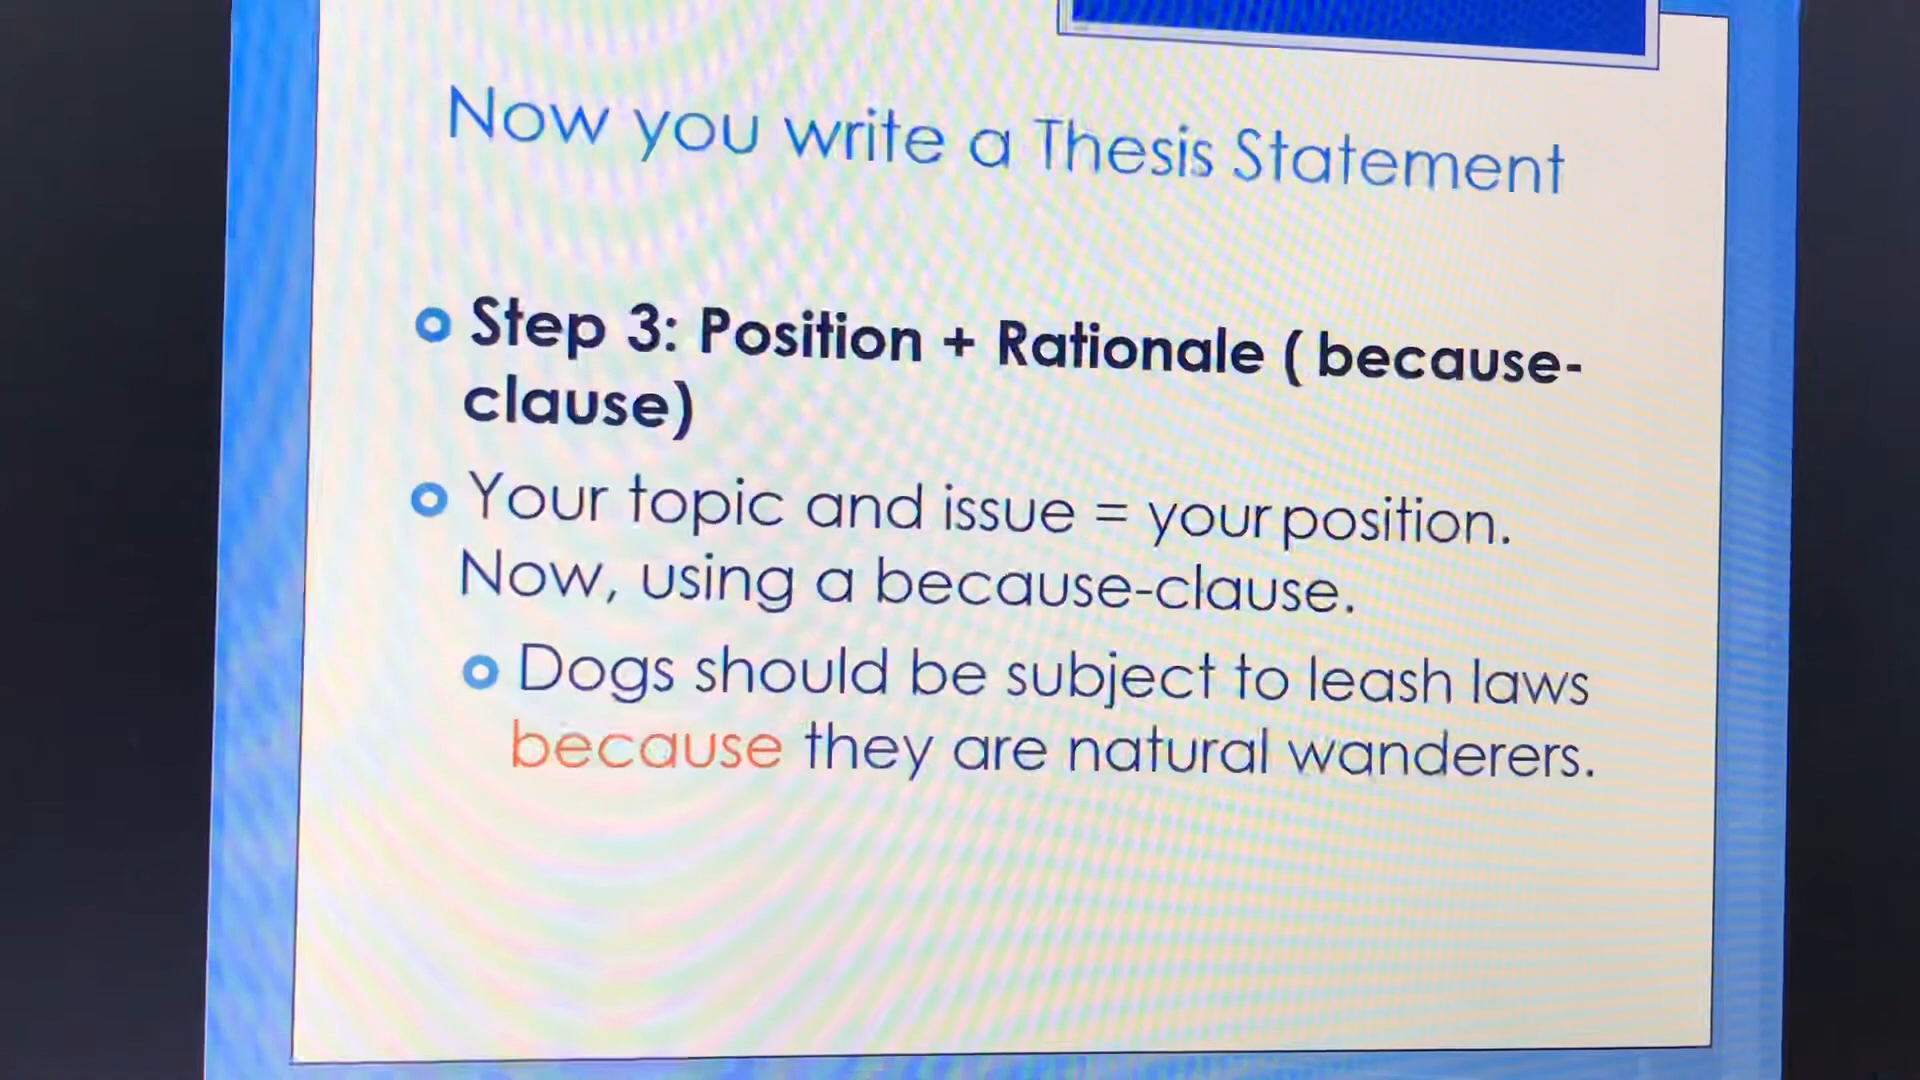 Now you write a Thesis Statement
Step 3: Position + Rationale ( because-
clause)
Your topic and issue = your position.
Now, using a because-clause.
Dogs should be subject to leash laws
because they are natural wanderers.